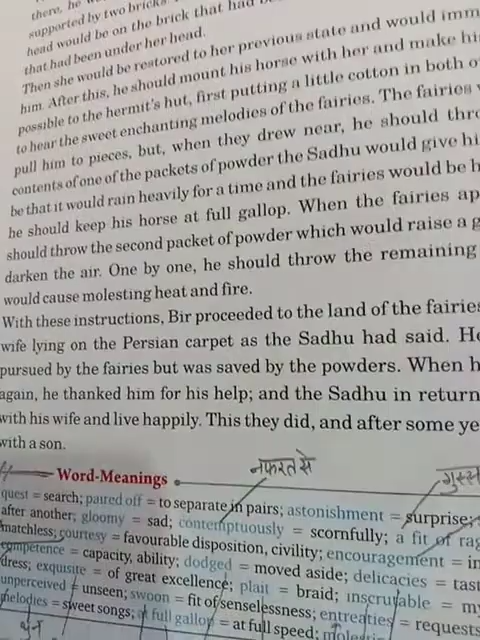 there, he
supported by two bricks.
head would be on the brick that had
that had been under her head.
Then she would be restored to her previous state and would
him. After this, he should mount his horse with her and make
possible to the hermit's hut, first putting a little cotton in both
to hear the sweet enchanting melodies of the fairies. The fairies
pull him to pieces, but, when they drew near, he should
contents of one of the packets of powder the Sadhu would give
be that it would rain heavily for a time and the fairies would be
he should keep his horse at full gallop. When the fairies
should throw the second packet of powder which would raise a
darken the air. One by one, he should throw the remaining
would cause molesting heat and fire.
With these instructions, Bir proceeded to the land of the
wife lying on the Persian carpet as the Sadhu had said.
pursued by the fairies but was saved by the powders. When
again, he thanked him for his help; and the Sadhu in return
with his wife and live happily. This they did, and after some
with a son.
नफरत से
Word-Meanings
quest = search; paired off = to separate in pairs; astonishment = surprise;
after another; gloomy = sad; contemptuously = scornfully; a fit of
matchless; courtesy = favourable disposition, civility; encouragement =
competence = capacity, ability; dodged = moved aside; delicacies =
dress; exquisite = of great excellence; plait = braid; inscrutable =
unperceived = unseen; swoon = fit of senselessness; entreaties = requests
melodies = sweet songs; at full gallop = at full speed;